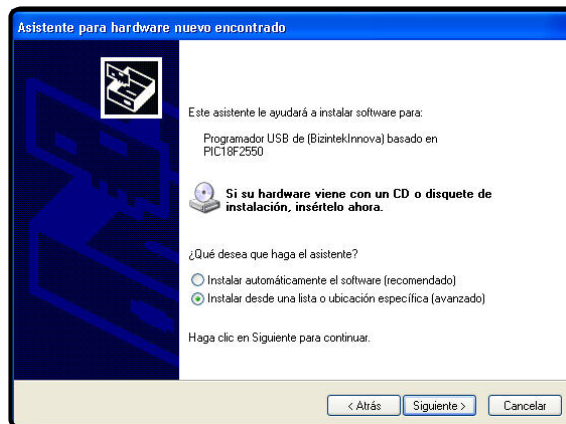 Asistente para hardware nuevo encontrado
Este asistente le ayudará a instalar software para:
Programador USB de (BizintekInnova) basado en
PIC18F2550
Si su hardware viene con un CD o disquete de
instalación, insértelo ahora.
¿Qué desea que haga el asistente?
Instalar automáticamente el software (recomendado)
Instalar desde una lista o ubicación específica (avanzado)
Haga clic en Siguiente para continuar.
< Atrás Siguiente > Cancelar